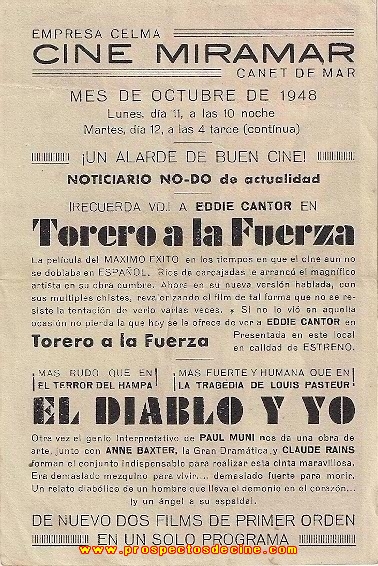 EMPRESA CELMA
CINE MIRAMAR
CANET DE MAR
MES DE OCTUBRE DE 1948
Lunes, día 11, a las 10 noche
Martes, día 12, a las 4 tarde (contínua)
¡UN ALARDE DE BUEN CINE!
NOTICIARIO NO-DO de actualidad
¡RECUERDA VD.! A EDDIE CANTOR EN
Torero a la Fuerza
La película del MAXIMO EXITO en los tiempos en que el cine aun no
se doblaba en ESPAÑOL. Rios de carcajadas le arrancó el magnífico
artista en su obra cumbre. Ahora en su nueva versión hablada, con
sus multiples chistes, revalorizando el film de tal forma que no se re-
siste la tentación de verlo varias veces. * Si no lo vió en aquella
ocasión no pierda la que hoy se le ofrece de ver a EDDIE CANTOR en
Torero a la Fuerza
Presentada en este local
en calidad de ESTRENO.
¡MAS RUDO QUE EN
EL TERROR DEL HAMPA!
¡MAS FUERTE Y HUMANA QUE EN
LA TRAGEDIA DE LOUIS PASTEUR!
EL DIABLO Y YO
Otra vez el genio interpretativo de PAUL MUNI nos da una obra de
arte, junto con ANNE BAXTER, la Gran Dramática y CLAUDE RAINS
forman el conjunto indispensable para realizar esta cinta maravillosa.
Era demasiado mezquino para vivir.... demasiado fuerte para morir.
Un relato diabólico de un hombre que lleva el demonio en el corazón...
¡y un ángel a su espalda!
DE NUEVO DOS FILMS DE PRIMER ORDEN
EN UN SOLO PROGRAMA
www.prospectosdecine.com